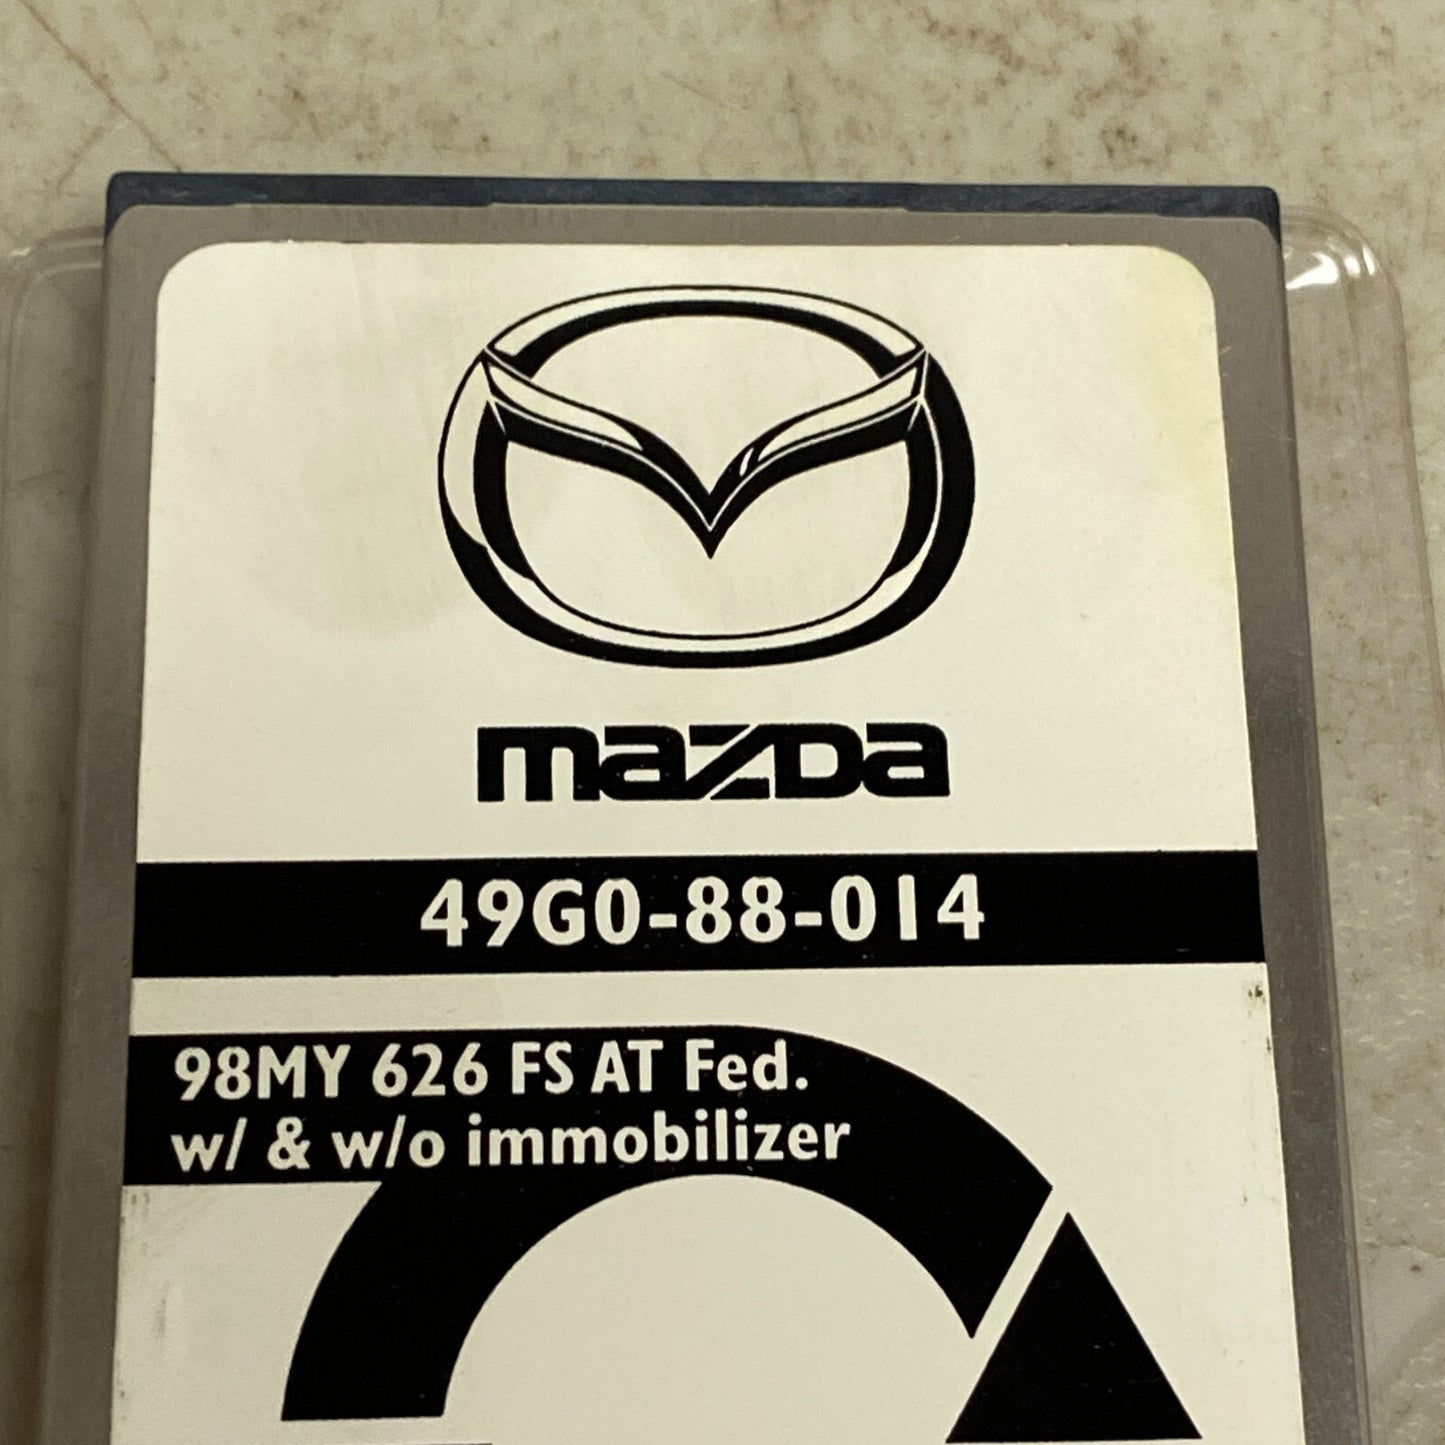 mazda
49G0-88-014
98MY 626 FS AT Fed.
w/ & w/o immobilizer